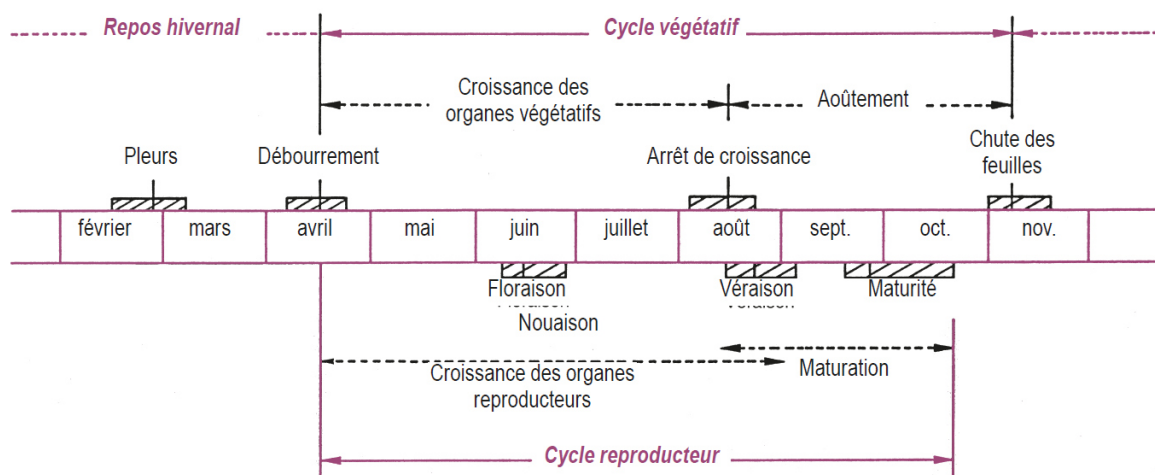 Repos hivernal
Cycle végétatif
Croissance des
organes végétatifs
Aoûtement
Pleurs
Débourrement
Arrêt de croissance
Chute des
feuilles
février
mars
avril
mai
juin
juillet
août
sept.
oct.
nov.
Floraison
Nouaison
Véraison
Maturité
Croissance des organes
reproducteurs
Maturation
Cycle reproducteur